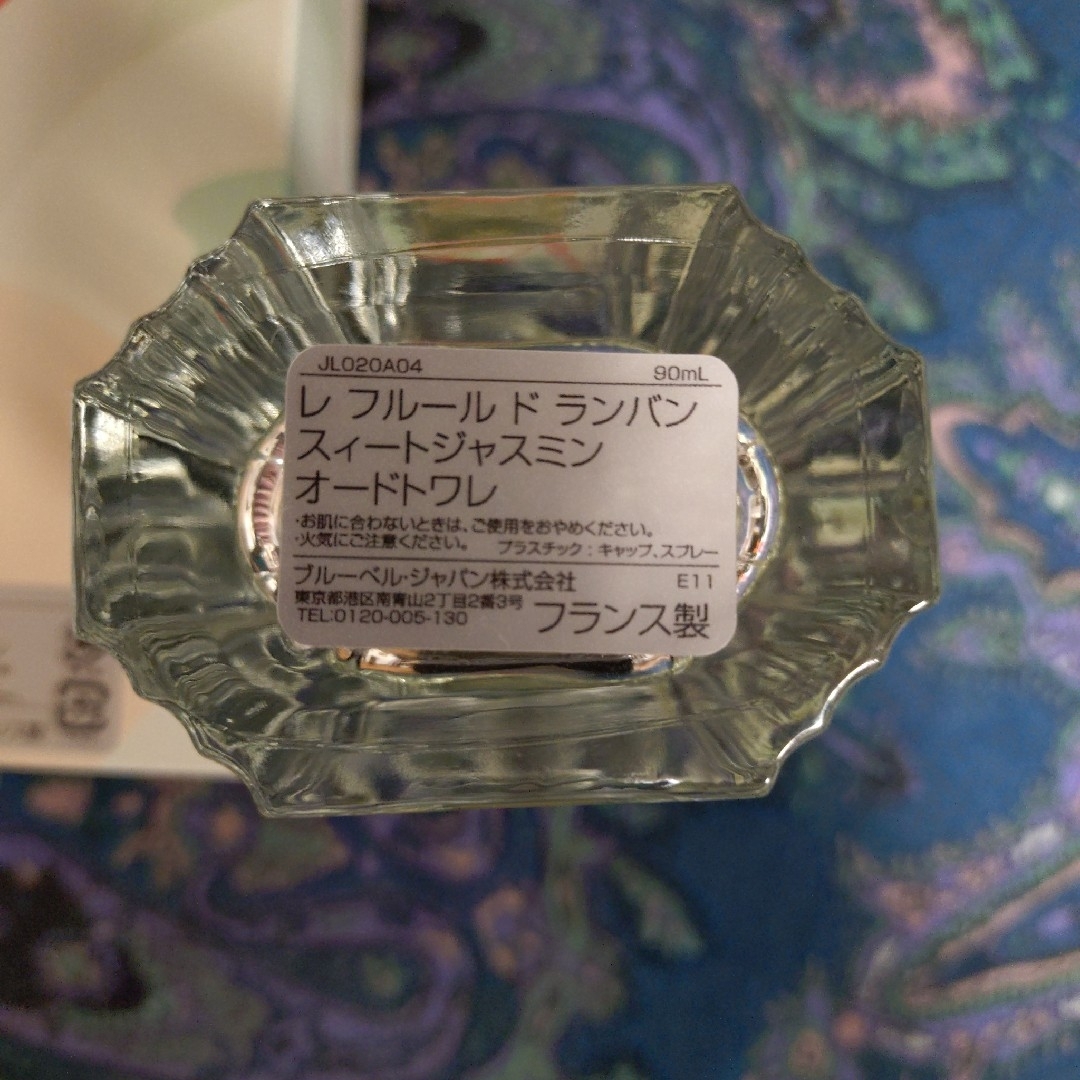 JL020A04 90mL
レ フルール ド ランバン
スィートジャスミン
オードトワレ
・お肌に合わないときは、ご使用をおやめください。
・火気にご注意ください。 プラスチック：キャップ、スプレー
ブルーベル・ジャパン株式会社 E11
東京都港区南青山2丁目2番3号
TEL:0120-005-130 フランス製